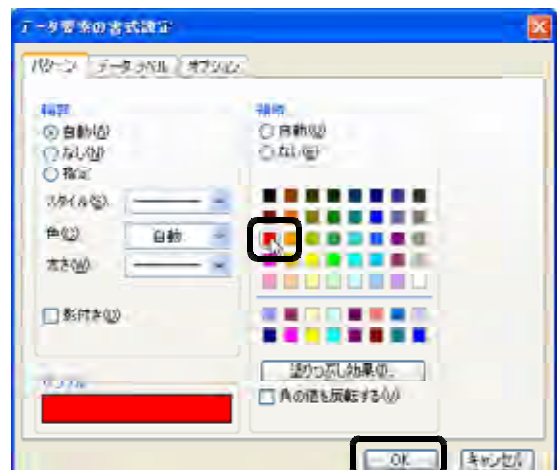 データ要素の書式設定
パターン データ ラベル オプション
輪郭
自動(A)
なし(N)
指定
スタイル(S):
色(C): 自動
太さ(W):
影付き(D)
サンプル
領域
自動(U)
なし(E)
塗りつぶし効果(I)...
負の値を反転する(V)
OK キャンセル